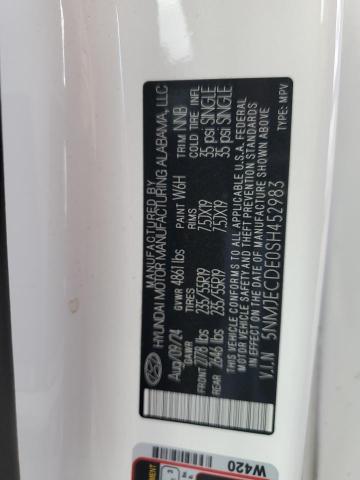 MANUFACTURED BY
HYUNDAI MOTOR MANUFACTURING ALABAMA, LLC
Aug/09/24 GVWR 4861 lbs PAINT W6H TRIM NNB
GAWR TIRES RIMS COLD TIRE INFL
FRONT 2778 lbs 235/55R19 7.5JX19 35 psi SINGLE
REAR 2646 lbs 235/55R19 7.5JX19 35 psi SINGLE
THIS VEHICLE CONFORMS TO ALL APPLICABLE U.S.A. FEDERAL
MOTOR VEHICLE SAFETY AND THEFT PREVENTION STANDARDS
IN EFFECT ON THE DATE OF MANUFACTURE SHOWN ABOVE.
V.I.N 5NMJECDE0SH452983 TYPE: MPV
W420